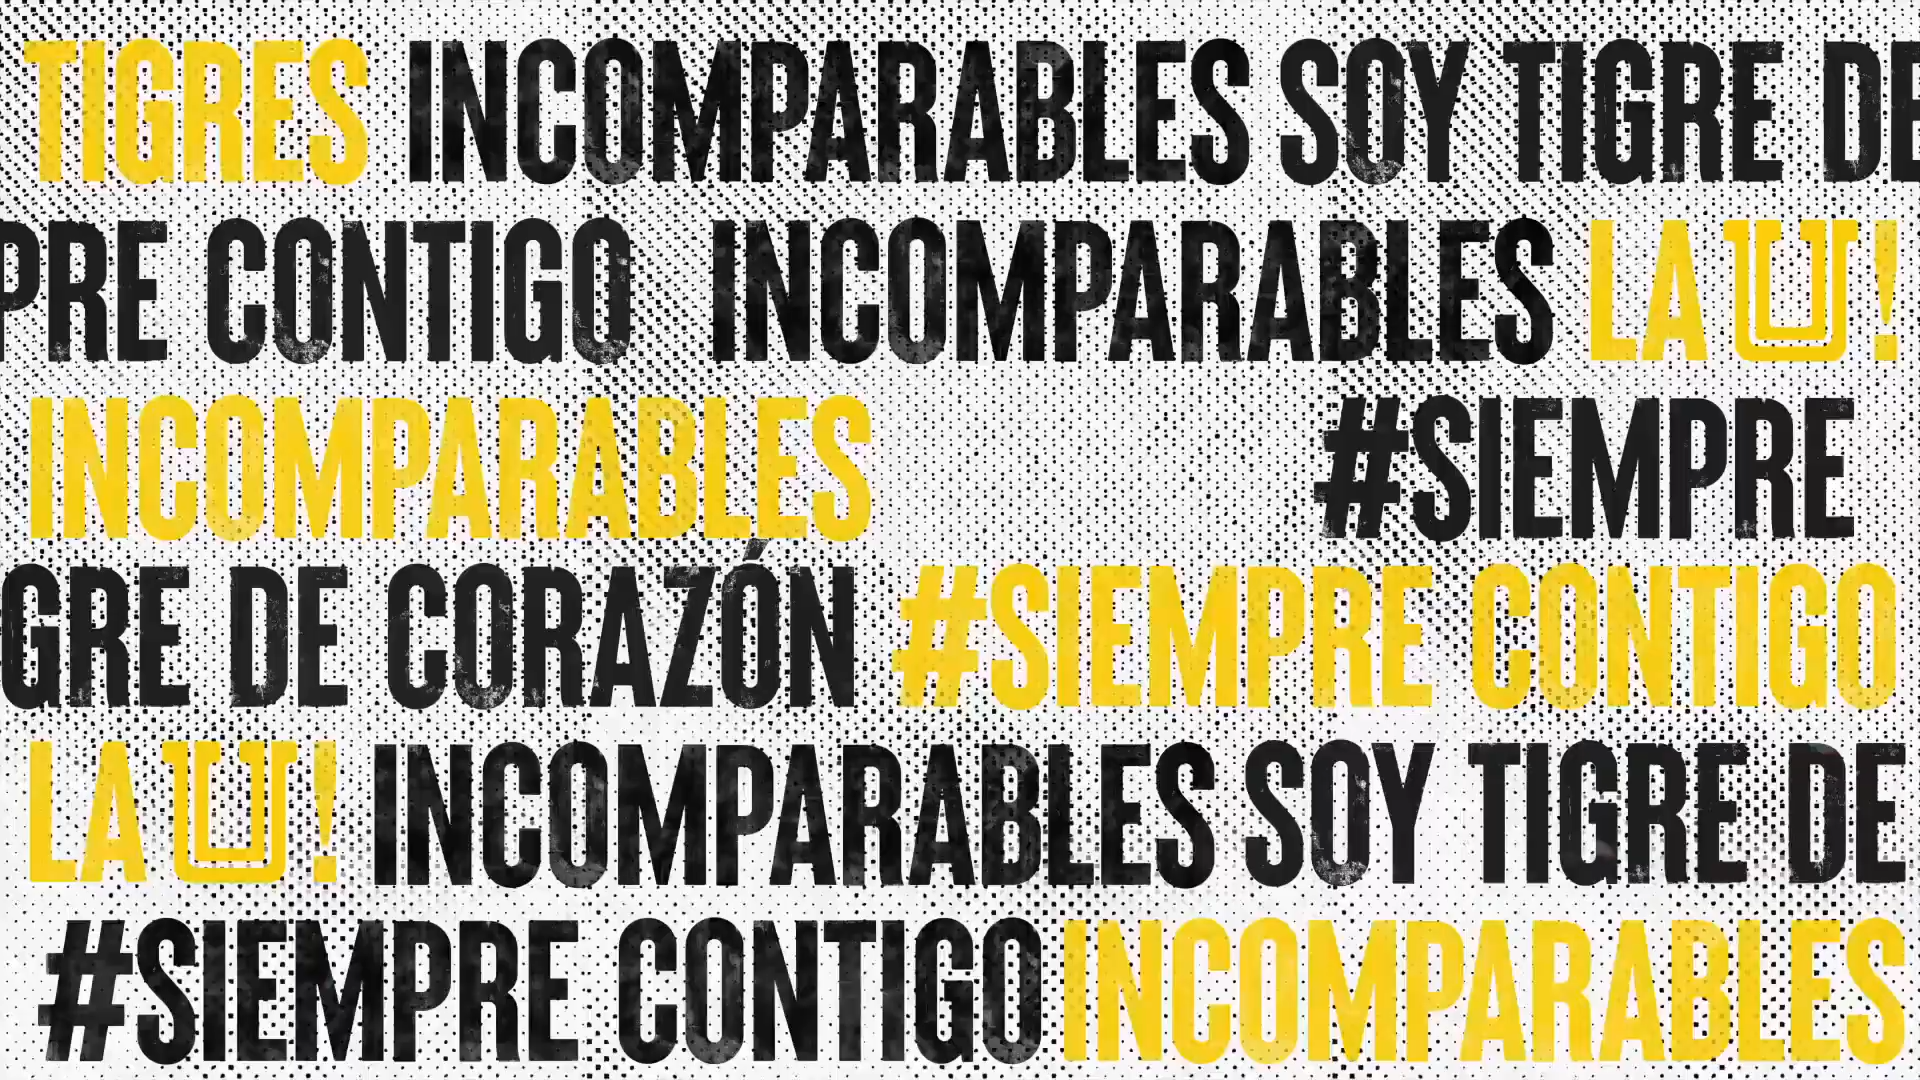 TIGRES INCOMPARABLES SOY TIGRE DE
PRE CONTIGO INCOMPARABLES LA U!
INCOMPARABLES #SIEMPRE
GRE DE CORAZÓN #SIEMPRE CONTIGO
LA U! INCOMPARABLES SOY TIGRE DE
#SIEMPRE CONTIGO INCOMPARABLES